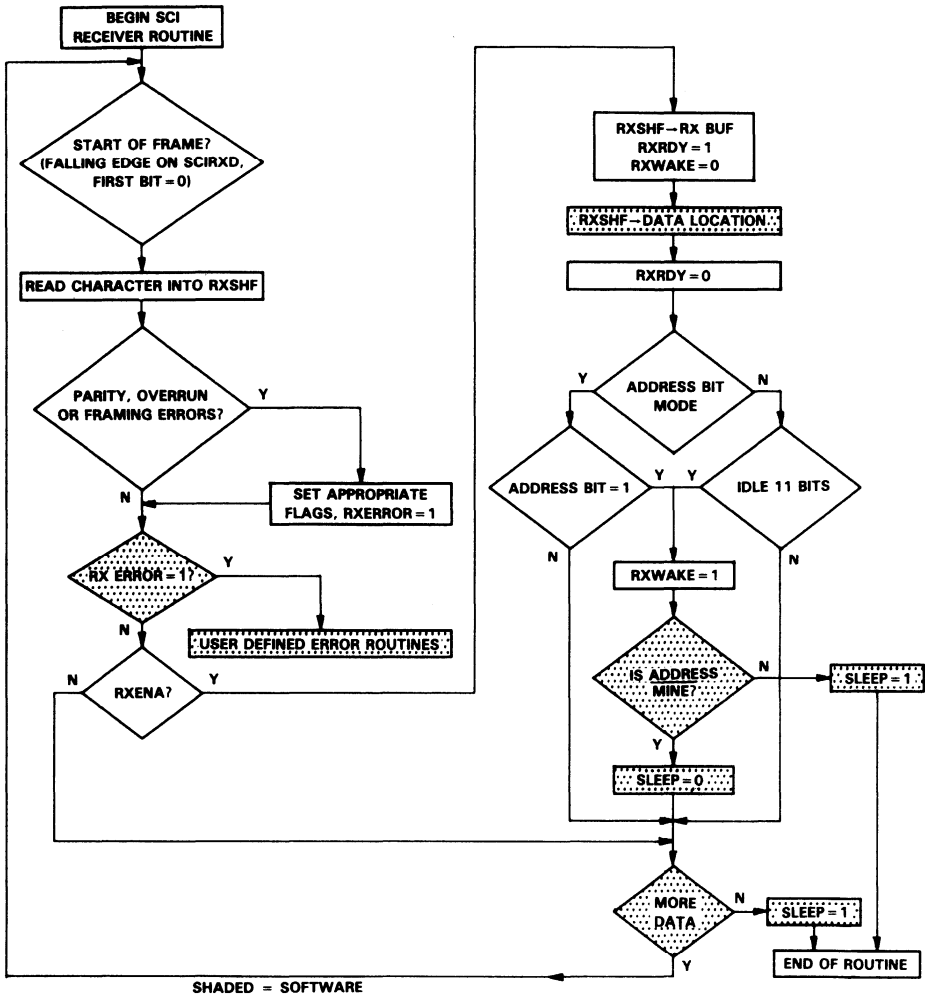 BEGIN SCI
RECEIVER ROUTINE
START OF FRAME?
(FALLING EDGE ON SCIRXD,
FIRST BIT = 0)
READ CHARACTER INTO RXSHF
PARITY, OVERRUN
OR FRAMING ERRORS?
Y
N
SET APPROPRIATE
FLAGS, RXERROR = 1
RX ERROR = 1?
Y
N
USER DEFINED ERROR ROUTINES
N
RXENA?
Y
RXSHF→RX BUF
RXRDY = 1
RXWAKE = 0
RXSHF→DATA LOCATION
RXRDY = 0
Y
ADDRESS BIT
MODE
N
ADDRESS BIT = 1
Y
Y
IDLE 11 BITS
N
N
RXWAKE = 1
IS ADDRESS
MINE?
N
SLEEP = 1
Y
SLEEP = 0
MORE
DATA
N
SLEEP = 1
Y
END OF ROUTINE
SHADED = SOFTWARE